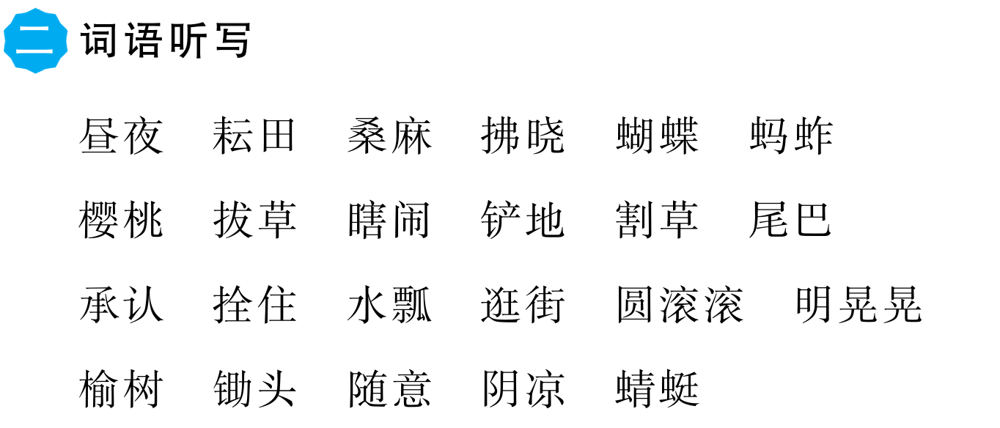 二 词语听写
昼夜 耘田 桑麻 拂晓 蝴蝶 蚂蚱
樱桃 拔草 瞎闹 铲地 割草 尾巴
承认 拴住 水瓢 逛街 圆滚滚 明晃晃
榆树 锄头 随意 阴凉 蜻蜓